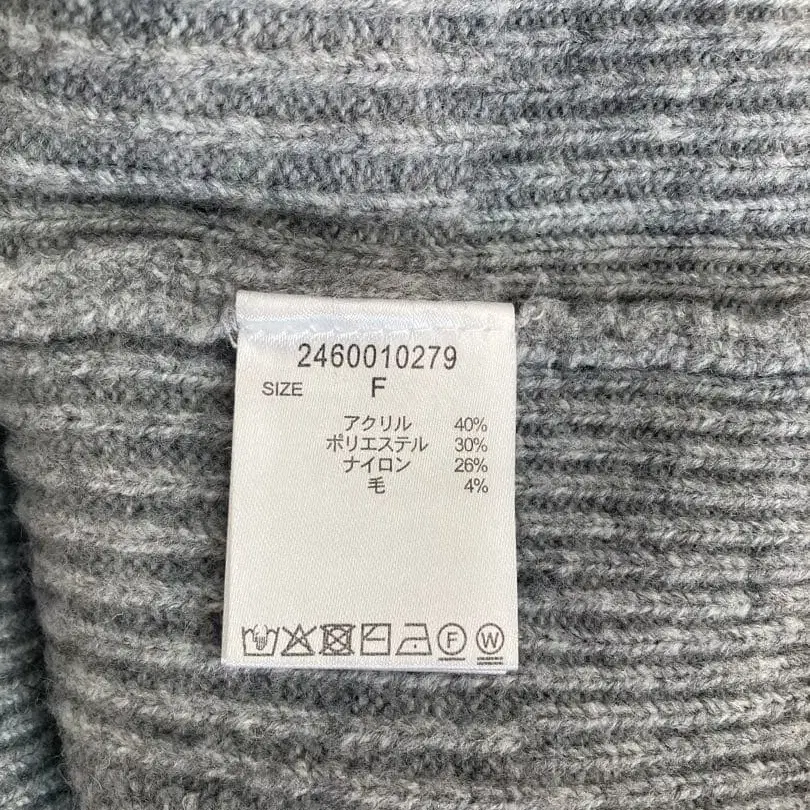 2460010279
SIZE F
アクリル 40%
ポリエステル 30%
ナイロン 26%
毛 4%
F W